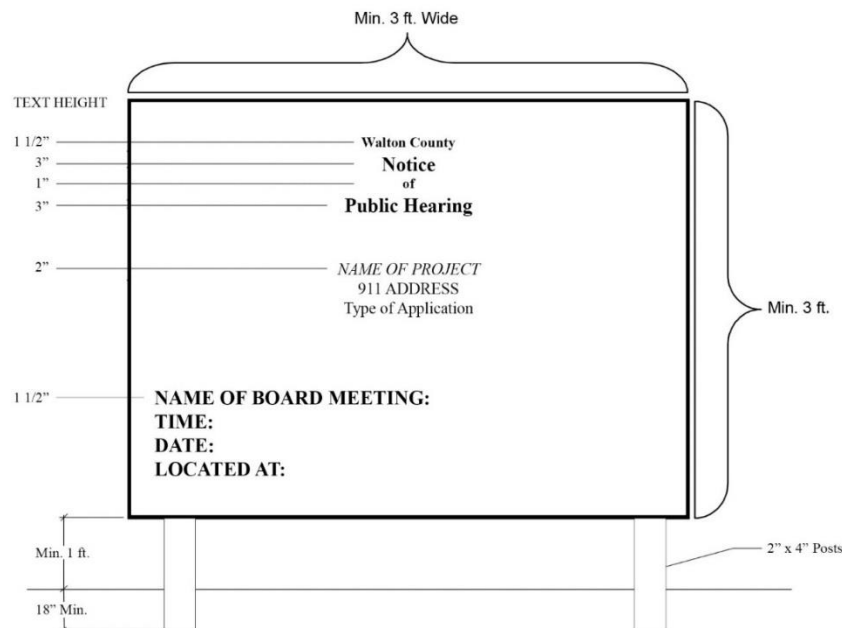 Min. 3 ft. Wide
TEXT HEIGHT
1 1/2” Walton County
3” Notice
1” of
3” Public Hearing
2” NAME OF PROJECT
911 ADDRESS
Type of Application
Min. 3 ft.
1 1/2” NAME OF BOARD MEETING:
TIME:
DATE:
LOCATED AT:
Min. 1 ft.
2” x 4” Posts
18” Min.